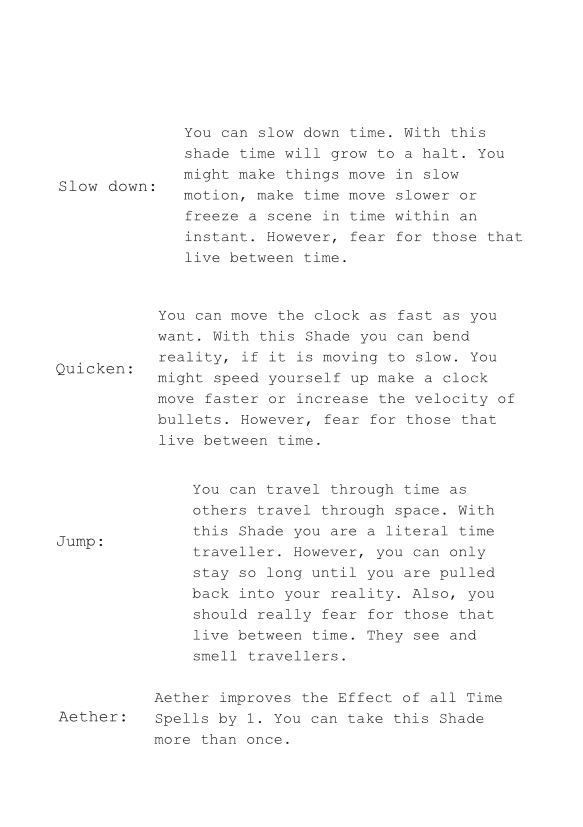 Slow down:
You can slow down time. With this
shade time will grow to a halt. You
might make things move in slow
motion, make time move slower or
freeze a scene in time within an
instant. However, fear for those that
live between time.
Quicken:
You can move the clock as fast as you
want. With this Shade you can bend
reality, if it is moving to slow. You
might speed yourself up make a clock
move faster or increase the velocity of
bullets. However, fear for those that
live between time.
Jump:
You can travel through time as
others travel through space. With
this Shade you are a literal time
traveller. However, you can only
stay so long until you are pulled
back into your reality. Also, you
should really fear for those that
live between time. They see and
smell travellers.
Aether:
Aether improves the Effect of all Time
Spells by 1. You can take this Shade
more than once.